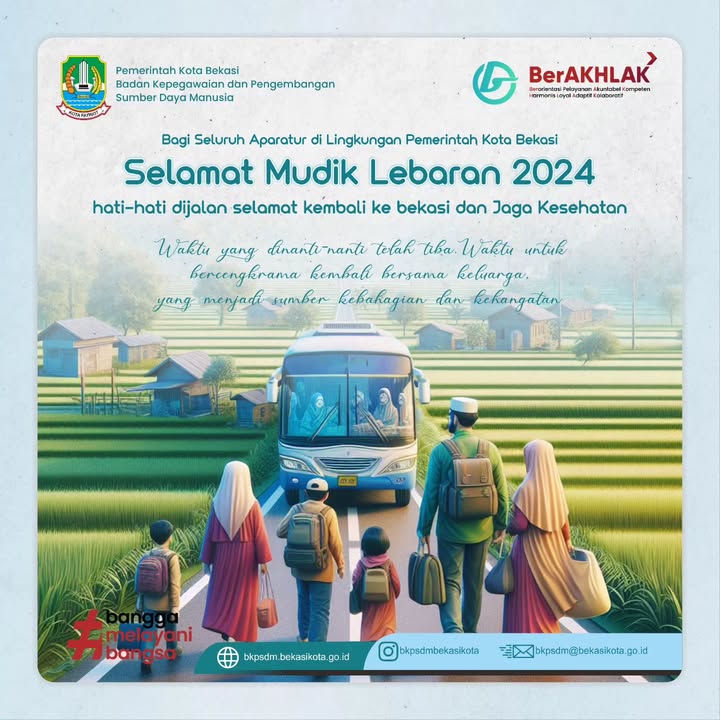 Pemerintah Kota Bekasi
Badan Kepegawaian dan Pengembangan
Sumber Daya Manusia
KOTA PATRIOT
BerAKHLAK
Berorientasi Pelayanan Akuntabel Kompeten
Harmonis Loyal Adaptif Kolaboratif
Bagi Seluruh Aparatur di Lingkungan Pemerintah Kota Bekasi
Selamat Mudik Lebaran 2024
hati-hati dijalan selamat kembali ke bekasi dan Jaga Kesehatan
Waktu yang dinanti-nanti telah tiba. Waktu untuk
bercengkrama kembali bersama keluarga,
yang menjadi sumber kebahagian dan kehangatan
#bangga
melayani
bangsa
bkpsdm.bekasikota.go.id
bkpsdmbekasikota
bkpsdm@bekasikota.go.id